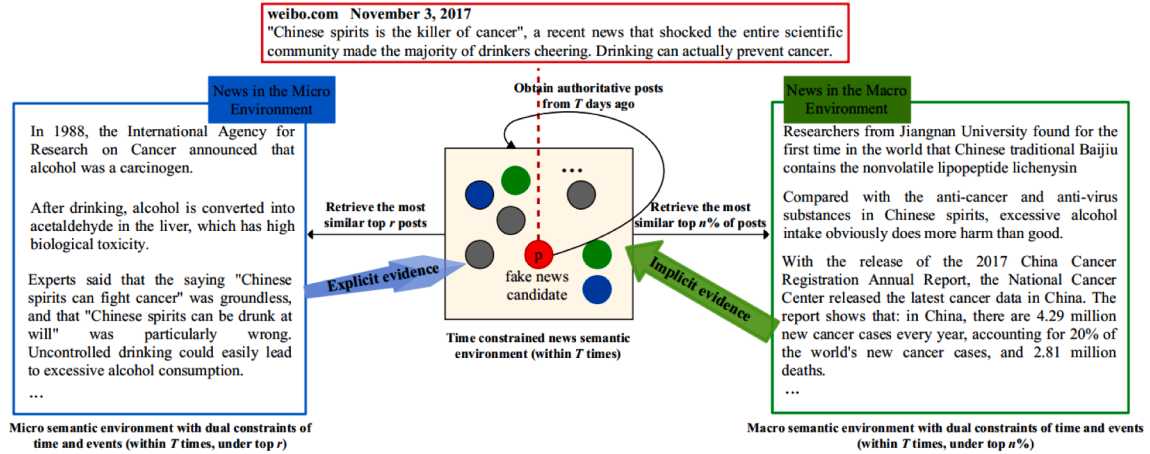 weibo.com November 3, 2017
"Chinese spirits is the killer of cancer", a recent news that shocked the entire scientific
community made the majority of drinkers cheering. Drinking can actually prevent cancer.
News in the Micro
Environment
In 1988, the International Agency for
Research on Cancer announced that
alcohol was a carcinogen.
After drinking, alcohol is converted into
acetaldehyde in the liver, which has high
biological toxicity.
Experts said that the saying "Chinese
spirits can fight cancer" was groundless,
and that "Chinese spirits can be drunk at
will" was particularly wrong.
Uncontrolled drinking could easily lead
to excessive alcohol consumption.
...
Micro semantic environment with dual constraints of
time and events (within T times, under top r)
Retrieve the most
similar top r posts
Explicit evidence
Obtain authoritative posts
from T days ago
...
p
fake news
candidate
Time constrained news semantic
environment (within T times)
Retrieve the most
similar top n% of posts
Implicit evidence
News in the Macro
Environment
Researchers from Jiangnan University found for the
first time in the world that Chinese traditional Baijiu
contains the nonvolatile lipopeptide lichenysin
Compared with the anti-cancer and anti-virus
substances in Chinese spirits, excessive alcohol
intake obviously does more harm than good.
With the release of the 2017 China Cancer
Registration Annual Report, the National Cancer
Center released the latest cancer data in China. The
report shows that: in China, there are 4.29 million
new cancer cases every year, accounting for 20% of
the world's new cancer cases, and 2.81 million
deaths.
...
Macro semantic environment with dual constraints of time and events
(within T times, under top n%)